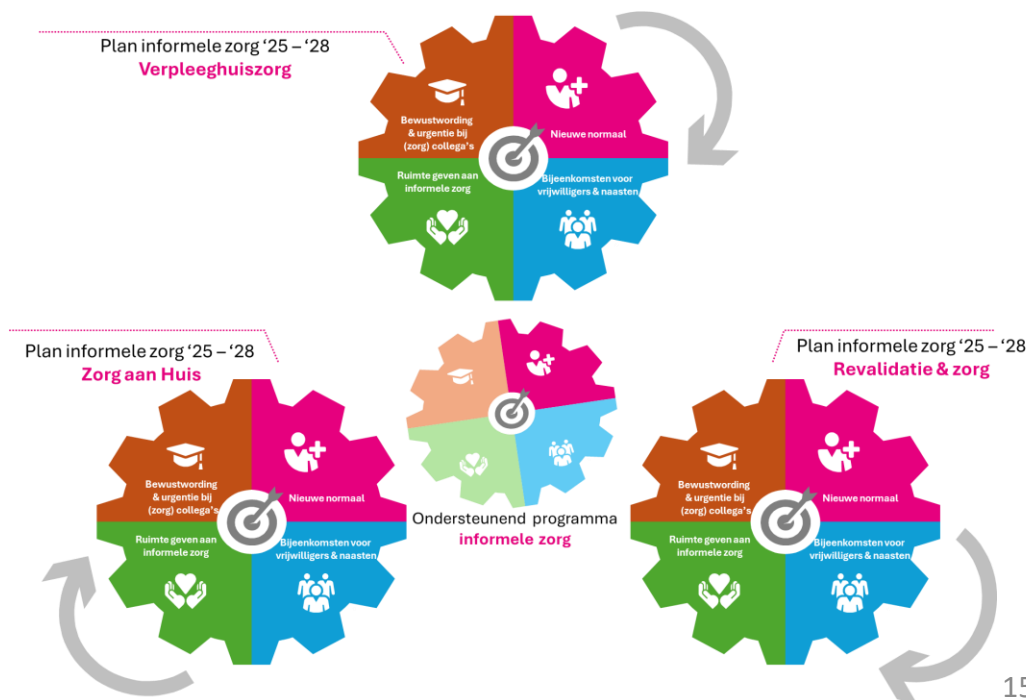 Plan informele zorg ‘25 – ‘28
Verpleeghuiszorg
Bewustwording
& urgentie bij
(zorg) collega's
Nieuwe normaal
Ruimte geven aan
informele zorg
Bijeenkomsten voor
vrijwilligers & naasten
Plan informele zorg ‘25 – ‘28
Zorg aan Huis
Bewustwording
& urgentie bij
(zorg) collega's
Nieuwe normaal
Ruimte geven aan
informele zorg
Bijeenkomsten voor
vrijwilligers & naasten
Ondersteunend programma
informele zorg
Plan informele zorg ‘25 – ‘28
Revalidatie & zorg
Bewustwording
& urgentie bij
(zorg) collega's
Nieuwe normaal
Ruimte geven aan
informele zorg
Bijeenkomsten voor
vrijwilligers & naasten
15